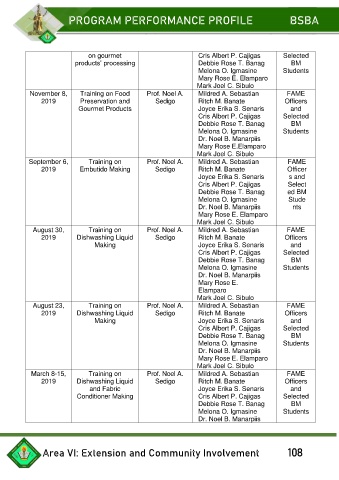 PROGRAM PERFORMANCE PROFILE BSBA
on gourmet Cris Albert P. Cajigas Selected
products' processing Debbie Rose T. Banag BM
Melona O. Igmasine Students
Mary Rose E. Elamparo
Mark Joel C. Sibulo
November 8, Training on Food Prof. Noel A. Mildred A. Sebastian FAME
2019 Preservation and Sedigo Ritch M. Banate Officers
Gourmet Products Joyce Erika S. Senaris and
Cris Albert P. Cajigas Selected
Debbie Rose T. Banag BM
Melona O. Igmasine Students
Dr. Noel B. Manarpiis
Mary Rose E.Elamparo
Mark Joel C. Sibulo
September 6, Training on Prof. Noel A. Mildred A. Sebastian FAME
2019 Embutido Making Sedigo Ritch M. Banate Officer
Joyce Erika S. Senaris s and
Cris Albert P. Cajigas Select
Debbie Rose T. Banag ed BM
Melona O. Igmasine Stude
Dr. Noel B. Manarpiis nts
Mary Rose E. Elamparo
Mark Joel C. Sibulo
August 30, Training on Prof. Noel A. Mildred A. Sebastian FAME
2019 Dishwashing Liquid Sedigo Ritch M. Banate Officers
Making Joyce Erika S. Senaris and
Cris Albert P. Cajigas Selected
Debbie Rose T. Banag BM
Melona O. Igmasine Students
Dr. Noel B. Manarpiis
Mary Rose E.
Elamparo
Mark Joel C. Sibulo
August 23, Training on Prof. Noel A. Mildred A. Sebastian FAME
2019 Dishwashing Liquid Sedigo Ritch M. Banate Officers
Making Joyce Erika S. Senaris and
Cris Albert P. Cajigas Selected
Debbie Rose T. Banag BM
Melona O. Igmasine Students
Dr. Noel B. Manarpiis
Mary Rose E. Elamparo
Mark Joel C. Sibulo
March 8-15, Training on Prof. Noel A. Mildred A. Sebastian FAME
2019 Dishwashing Liquid Sedigo Ritch M. Banate Officers
and Fabric Joyce Erika S. Senaris and
Conditioner Making Cris Albert P. Cajigas Selected
Debbie Rose T. Banag BM
Melona O. Igmasine Students
Dr. Noel B. Manarpiis
Area VI: Extension and Community Involvement 108